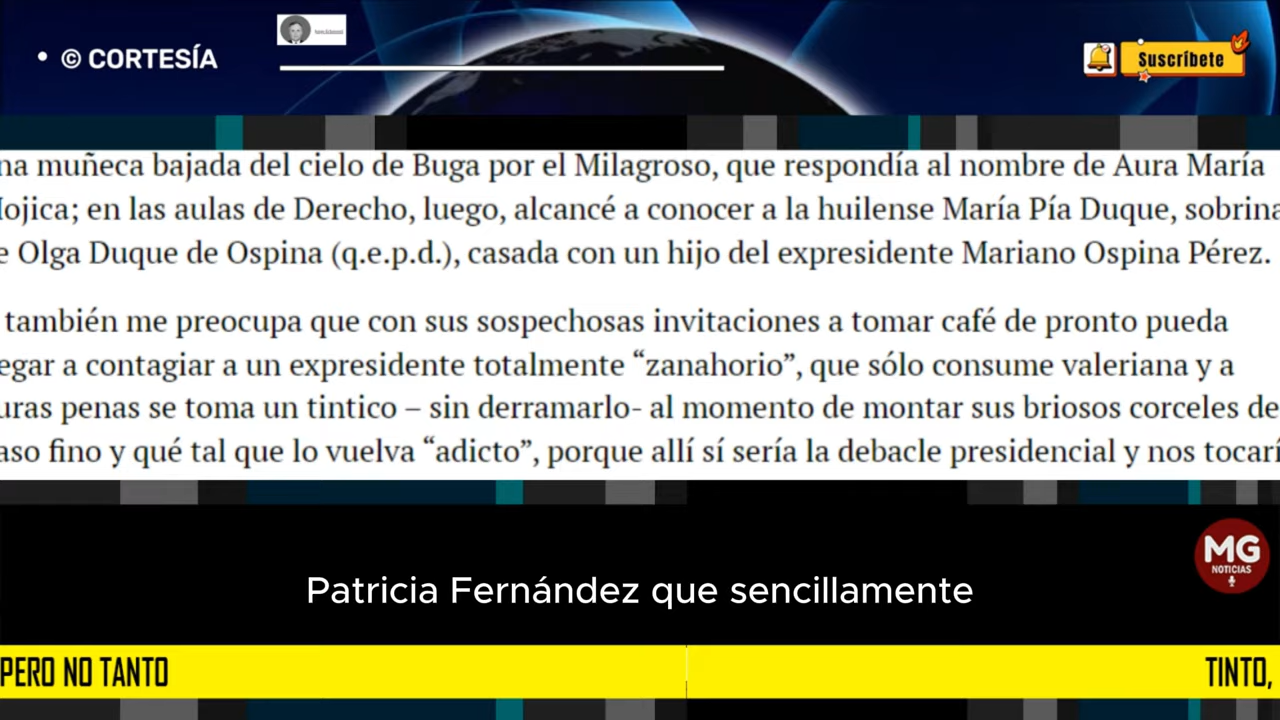 • © CORTESÍA
Suscríbete
na muñeca bajada del cielo de Buga por el Milagroso, que respondía al nombre de Aura María
ojica; en las aulas de Derecho, luego, alcancé a conocer a la huilense María Pía Duque, sobrina
e Olga Duque de Ospina (q.e.p.d.), casada con un hijo del expresidente Mariano Ospina Pérez.
también me preocupa que con sus sospechosas invitaciones a tomar café de pronto pueda
egar a contagiar a un expresidente totalmente “zanahorio”, que sólo consume valeriana y a
uras penas se toma un tintico – sin derramarlo- al momento de montar sus briosos corceles de
aso fino y qué tal que lo vuelva “adicto”, porque allí sí sería la debacle presidencial y nos tocarí
MG
NOTICIAS
Patricia Fernández que sencillamente
PERO NO TANTO
TINTO,